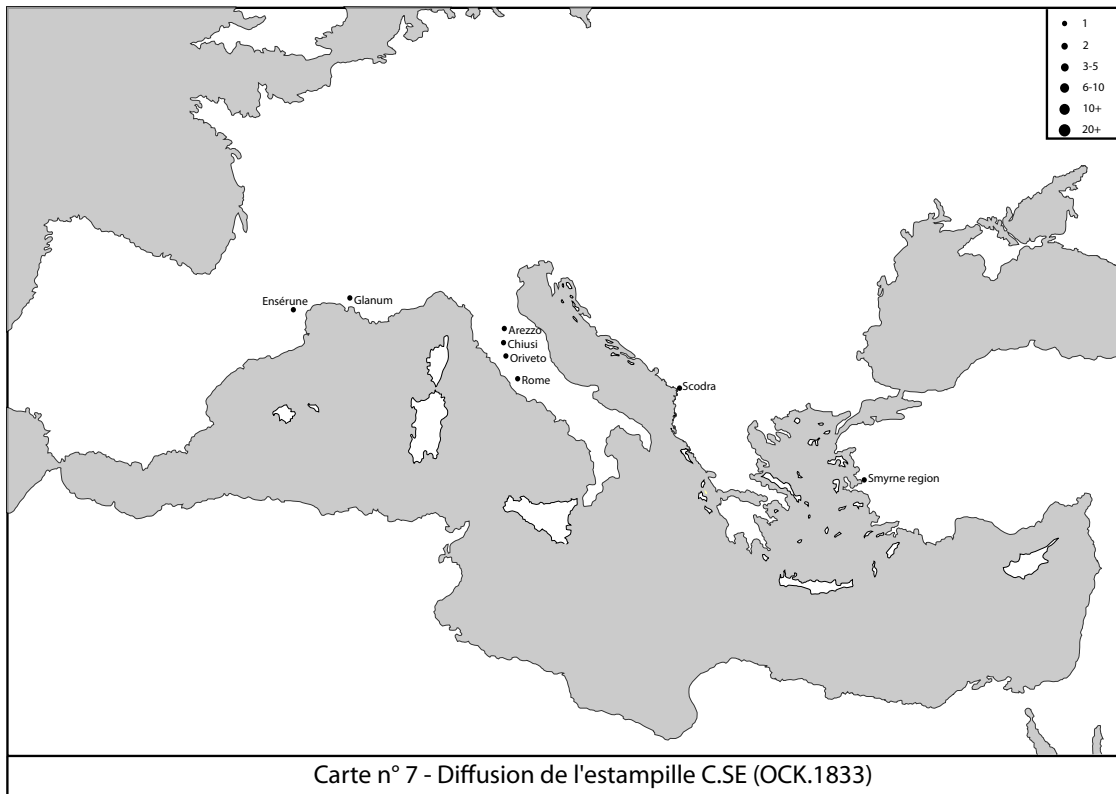 1
2
3-5
6-10
10+
20+
Ensérune
Glanum
Arezzo
Chiusi
Oriveto
Rome
Scodra
Smyrne region
Carte n° 7 - Diffusion de l'estampille C.SE (OCK.1833)